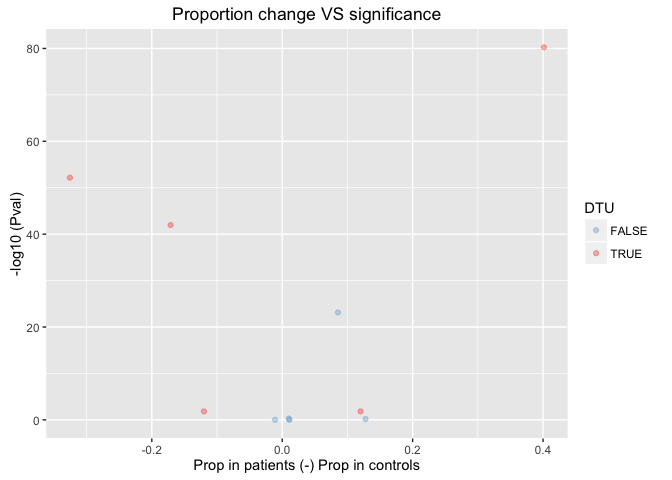 Proportion change VS significance
80
60
40
20
0
-log10 (Pval)
-0.2 0.0 0.2 0.4
Prop in patients (-) Prop in controls
DTU
FALSE
TRUE